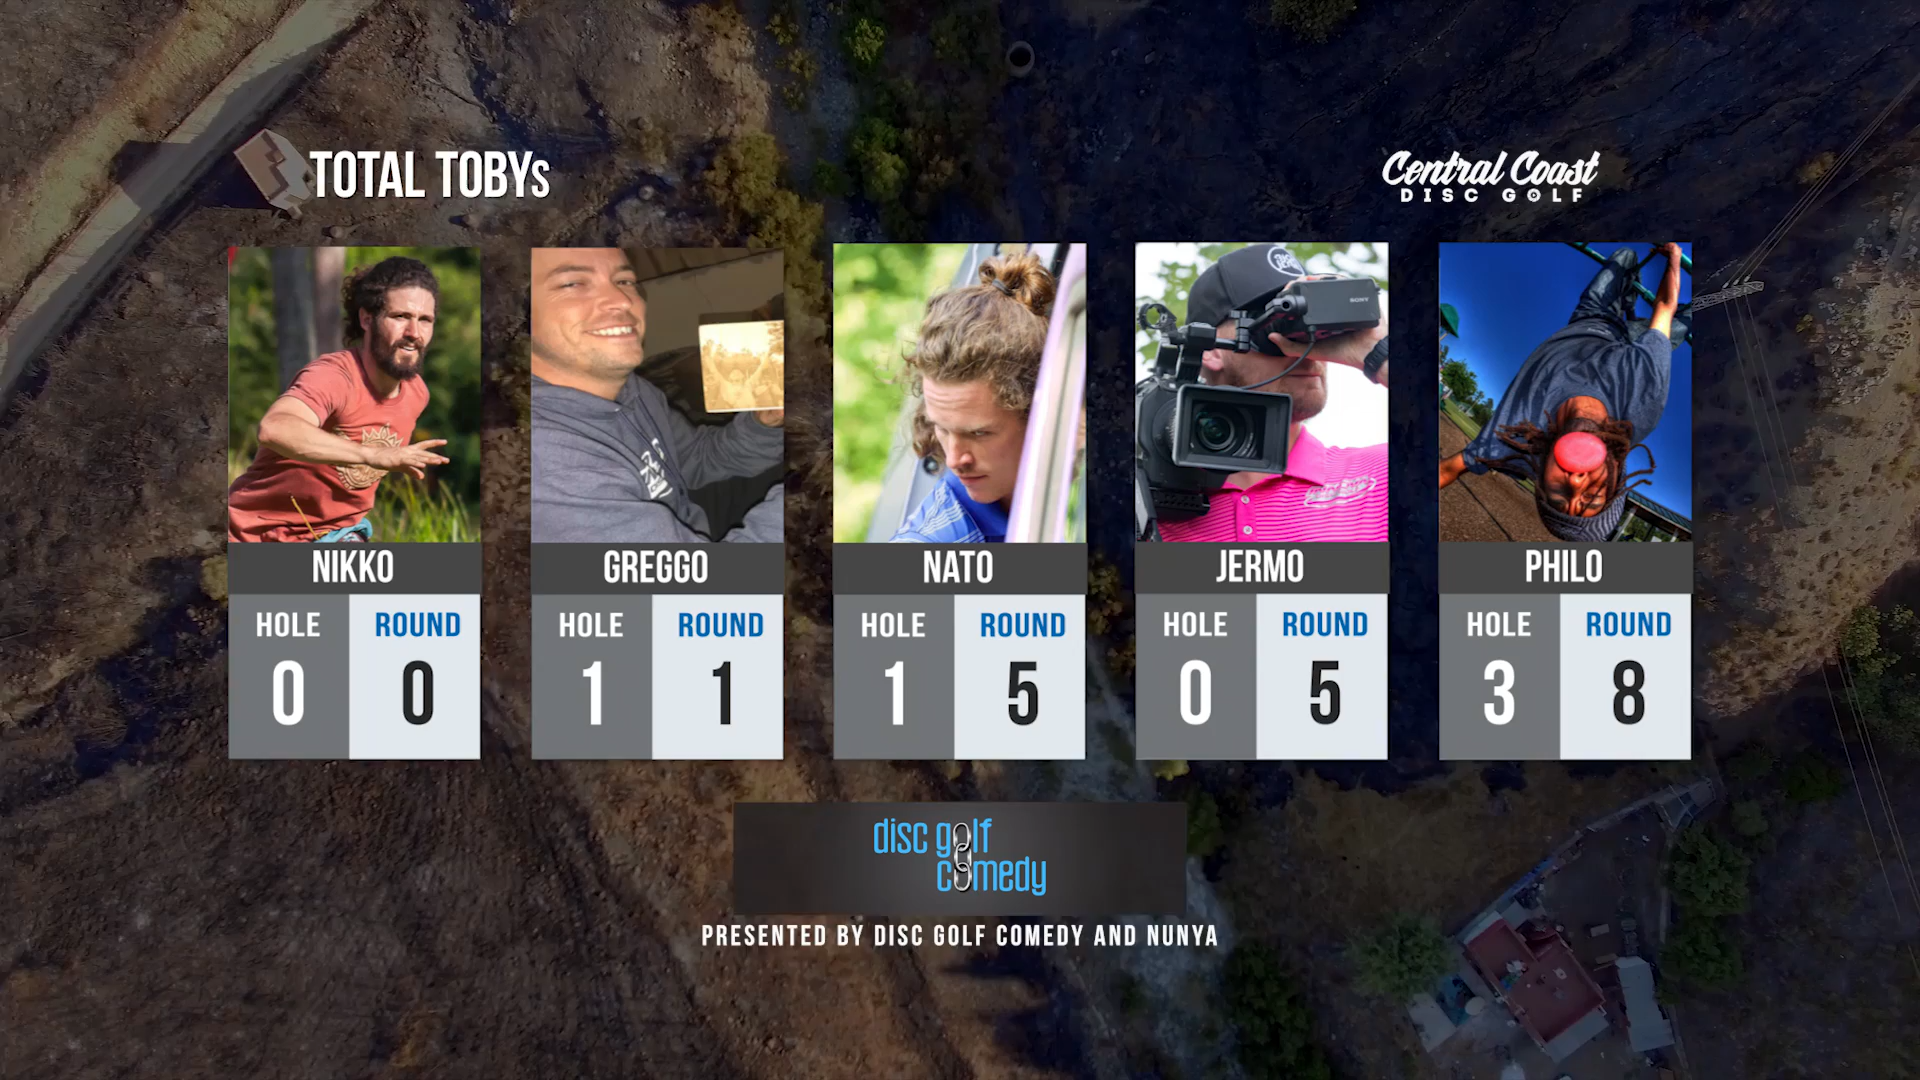 TOTAL TOBYs
Central Coast
DISC GOLF
SONY
NIKKO
GREGGO
NATO
JERMO
PHILO
HOLE ROUND
0 0
HOLE ROUND
1 1
HOLE ROUND
1 5
HOLE ROUND
0 5
HOLE ROUND
3 8
disc golf
comedy
PRESENTED BY DISC GOLF COMEDY AND NUNYA